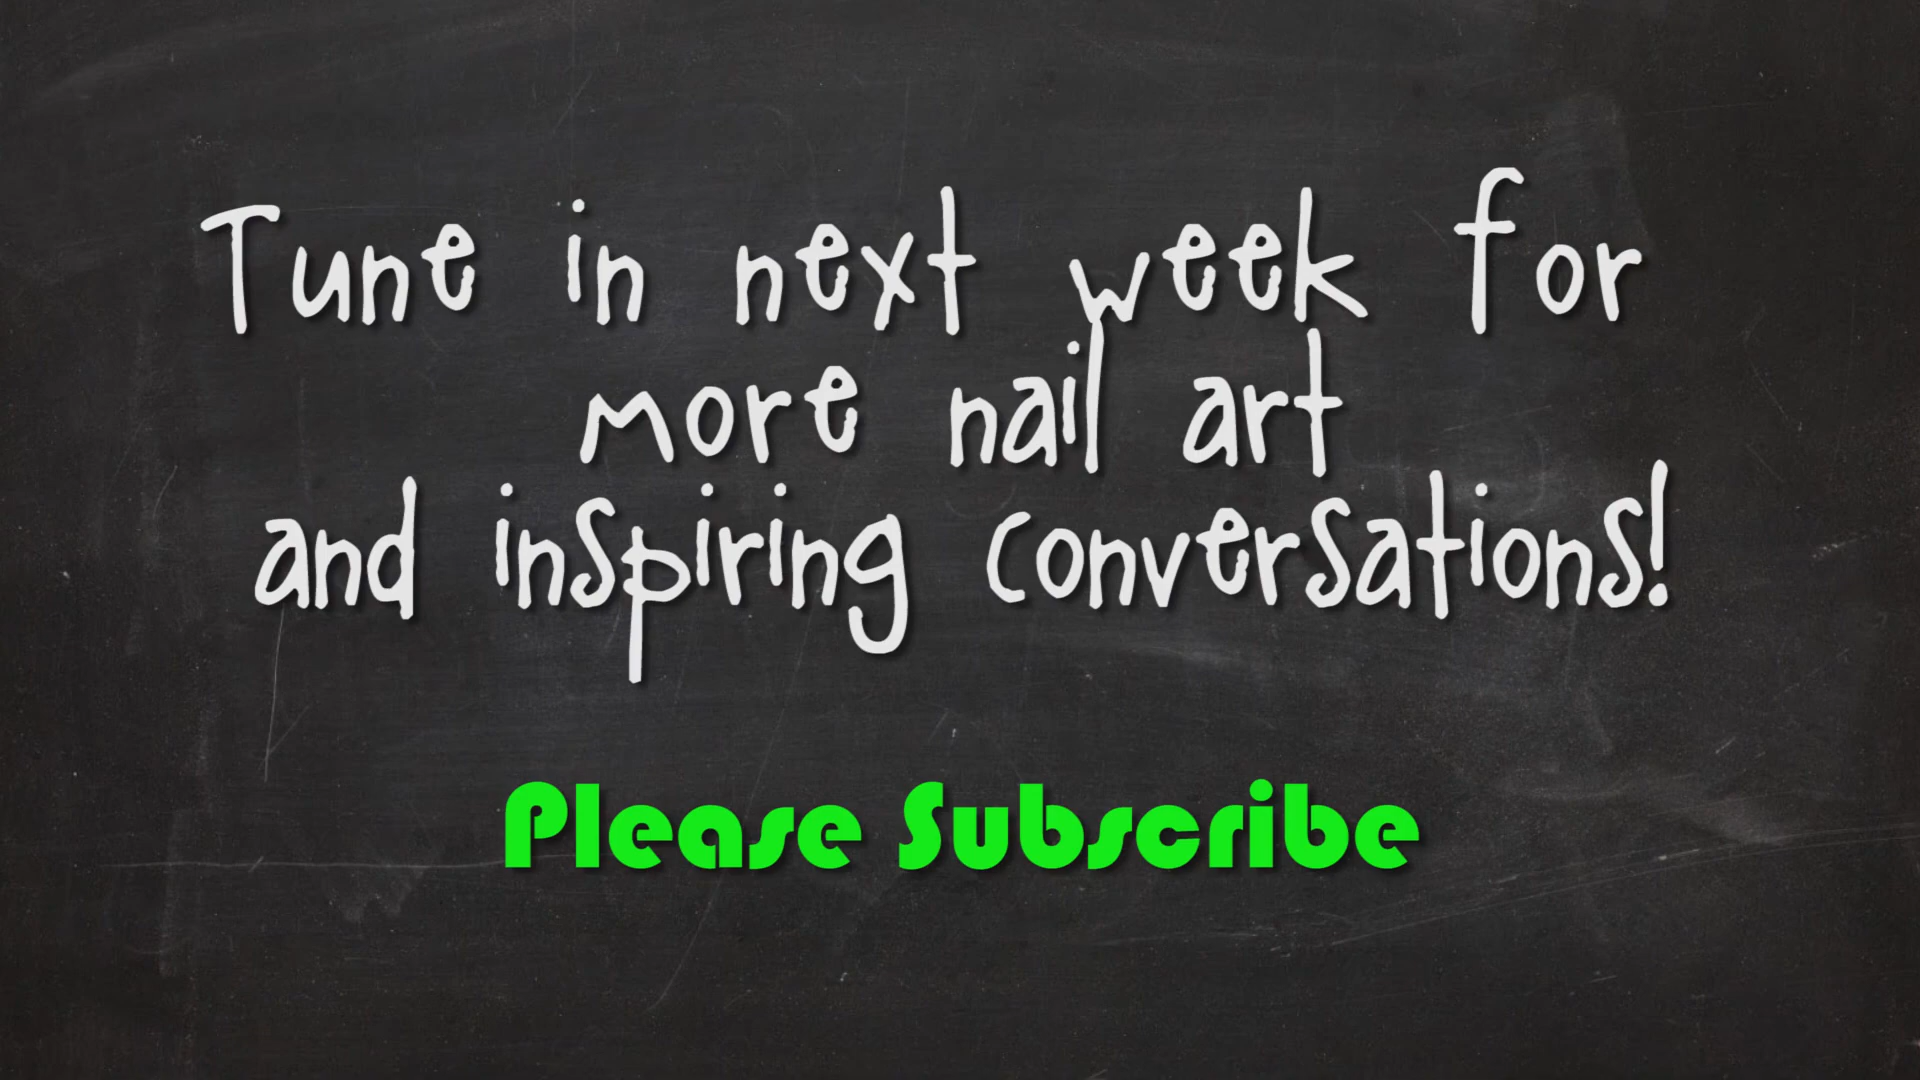 Tune in next week for
more nail art
and inspiring conversations!
Please Subscribe